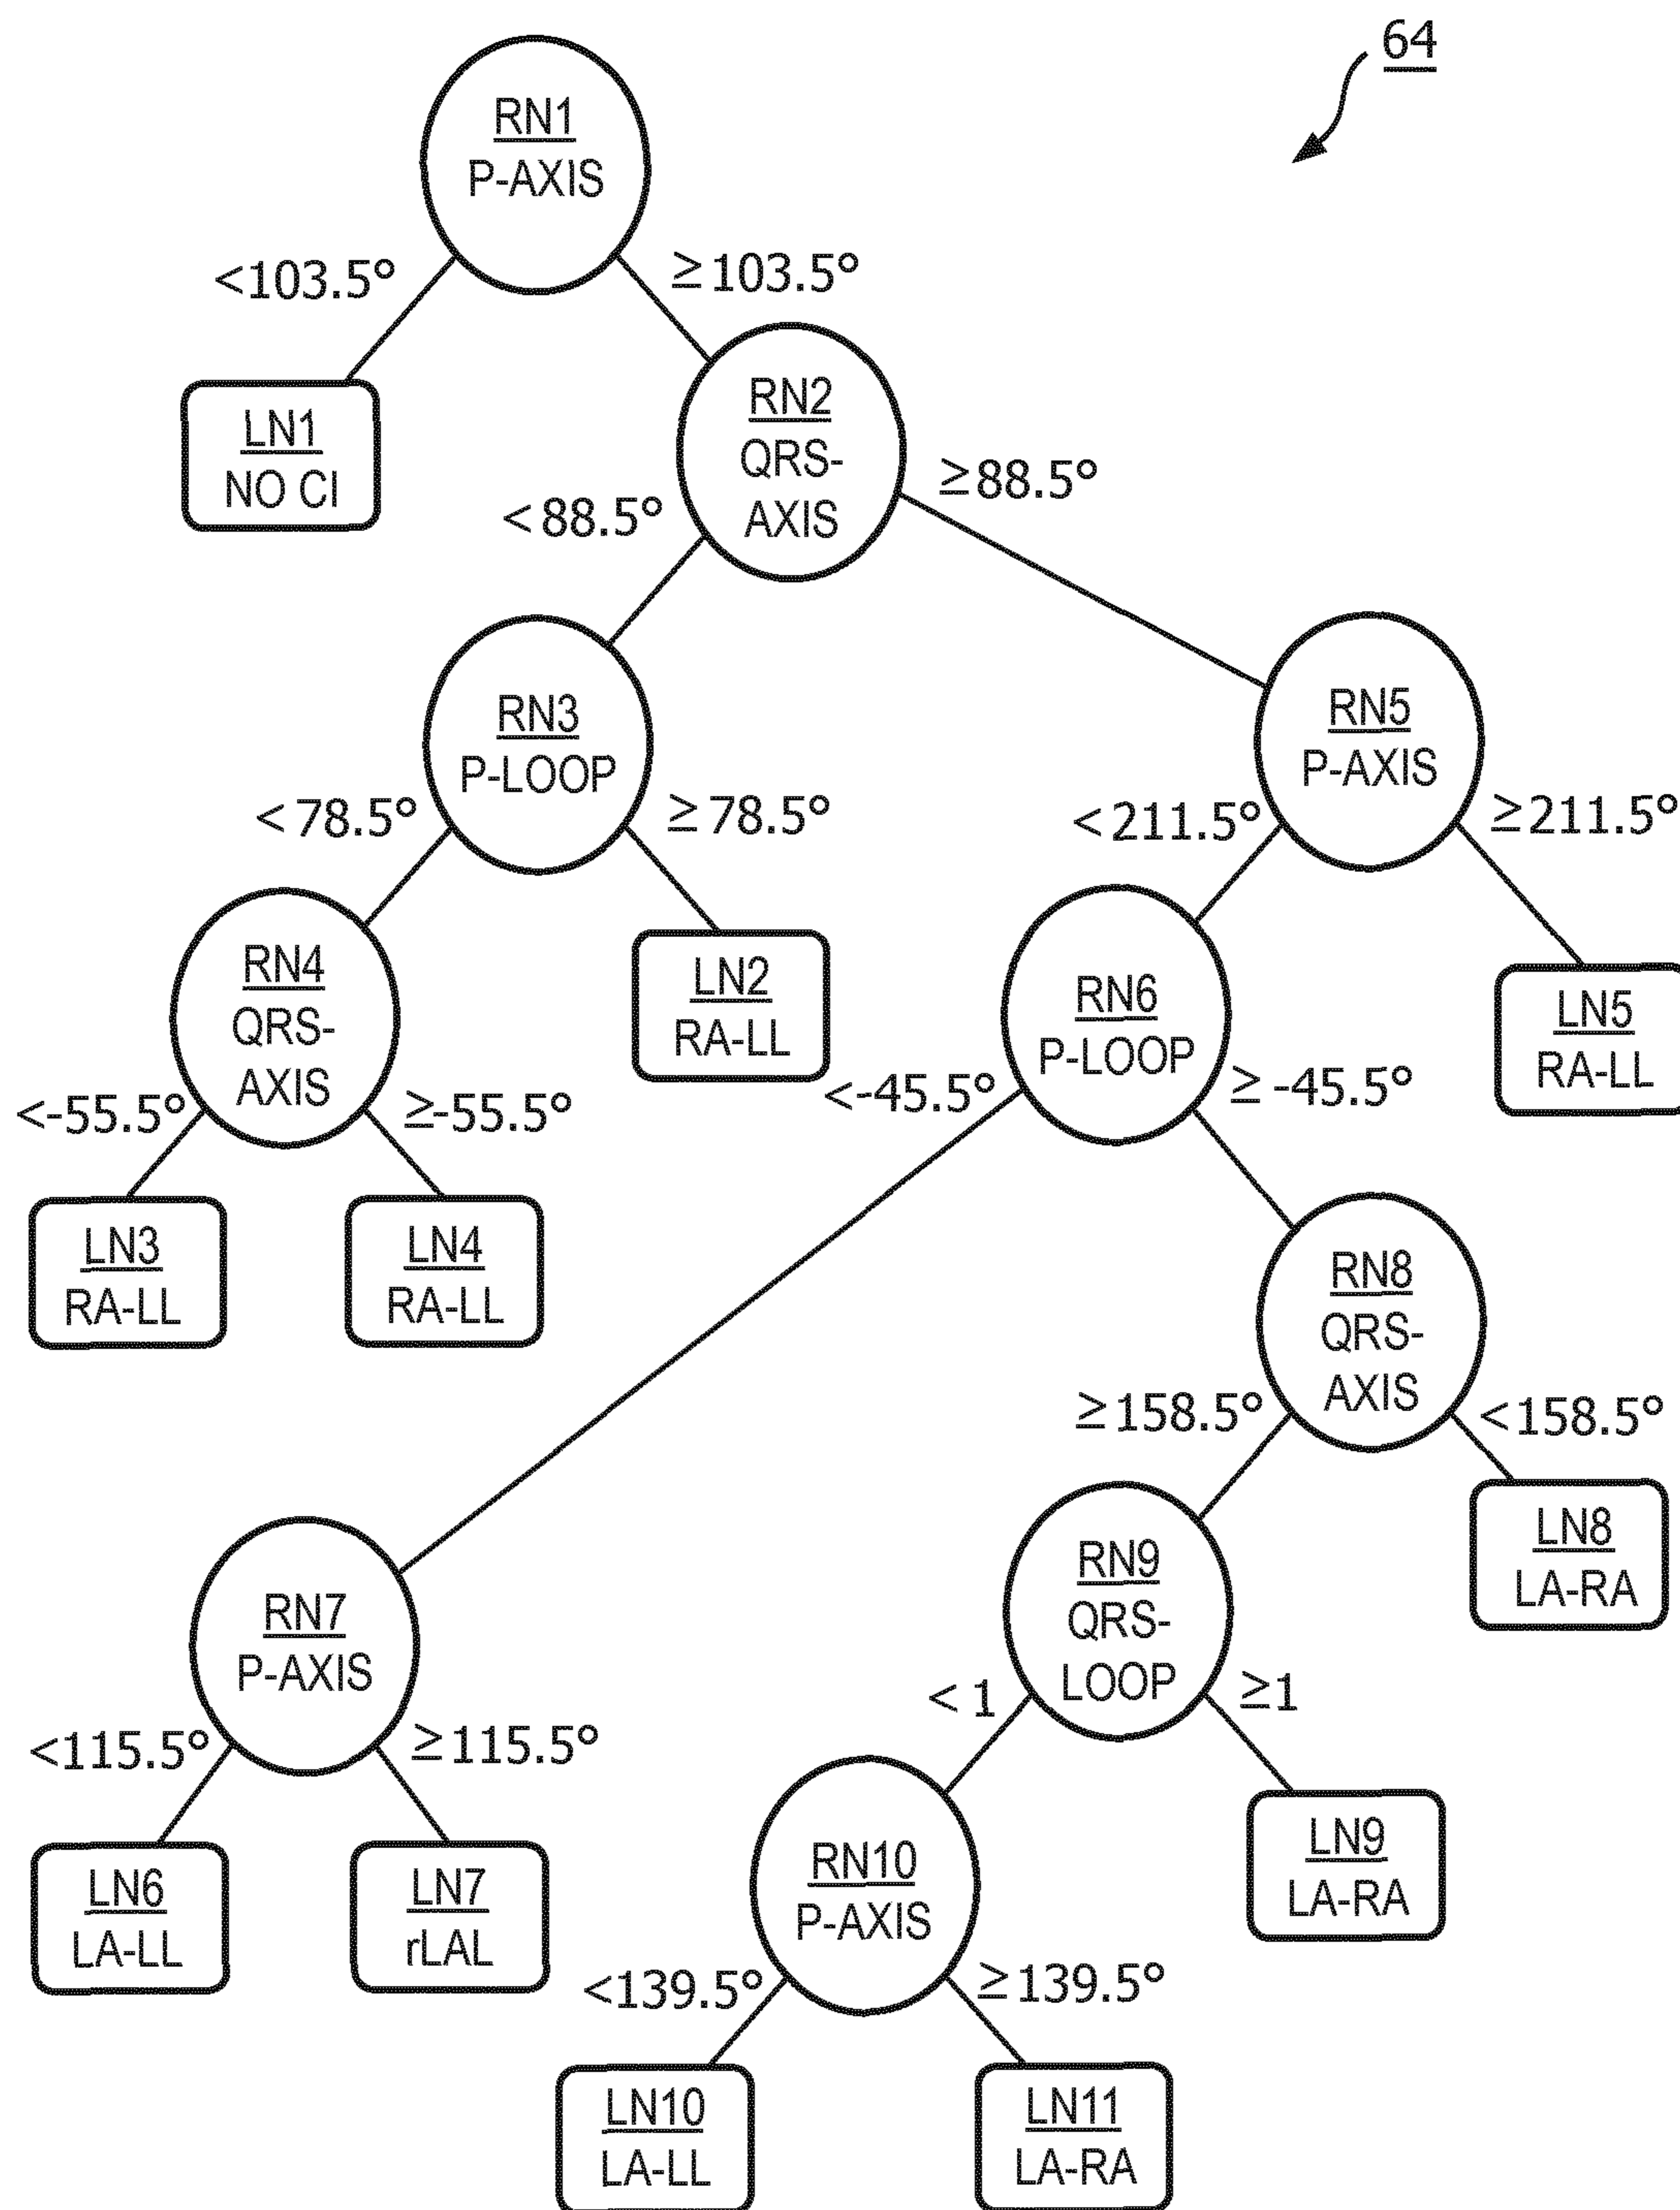 64
RN1
P-AXIS
<103.5°
≥103.5°
LN1
NO CI
RN2
QRS-
AXIS
<88.5°
≥88.5°
RN3
P-LOOP
RN5
P-AXIS
<78.5°
≥78.5°
<211.5°
≥211.5°
RN4
QRS-
AXIS
LN2
RA-LL
RN6
P-LOOP
LN5
RA-LL
<-55.5°
≥-55.5°
<-45.5°
≥-45.5°
LN3
RA-LL
LN4
RA-LL
RN8
QRS-
AXIS
≥158.5°
<158.5°
RN7
P-AXIS
RN9
QRS-
LOOP
LN8
LA-RA
<115.5°
≥115.5°
<1
≥1
LN6
LA-LL
LN7
rLAL
RN10
P-AXIS
LN9
LA-RA
<139.5°
≥139.5°
LN10
LA-LL
LN11
LA-RA